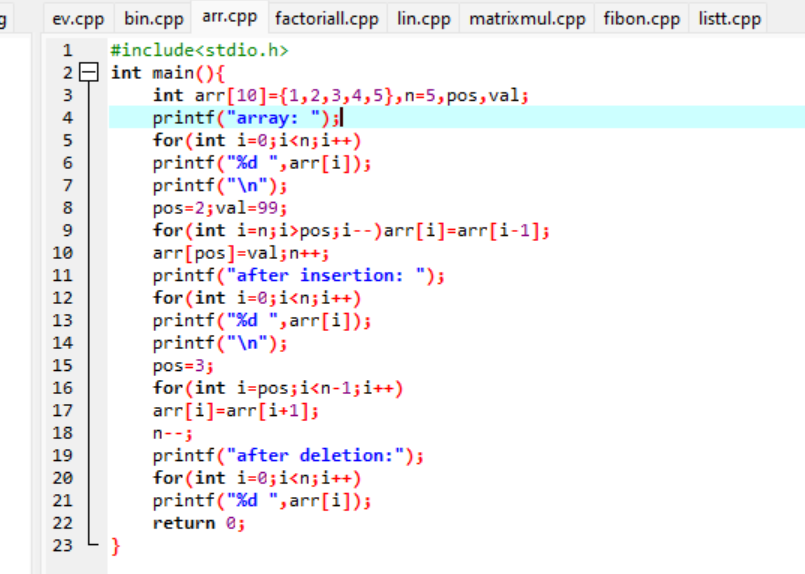 g ev.cpp bin.cpp arr.cpp factoriall.cpp lin.cpp matrixmul.cpp fibon.cpp listt.cpp
1 #include<stdio.h>
2 int main(){
3 int arr[10]={1,2,3,4,5},n=5,pos,val;
4 printf("array: ");
5 for(int i=0;i<n;i++)
6 printf("%d ",arr[i]);
7 printf("\n");
8 pos=2;val=99;
9 for(int i=n;i>pos;i--)arr[i]=arr[i-1];
10 arr[pos]=val;n++;
11 printf("after insertion: ");
12 for(int i=0;i<n;i++)
13 printf("%d ",arr[i]);
14 printf("\n");
15 pos=3;
16 for(int i=pos;i<n-1;i++)
17 arr[i]=arr[i+1];
18 n--;
19 printf("after deletion:");
20 for(int i=0;i<n;i++)
21 printf("%d ",arr[i]);
22 return 0;
23 }